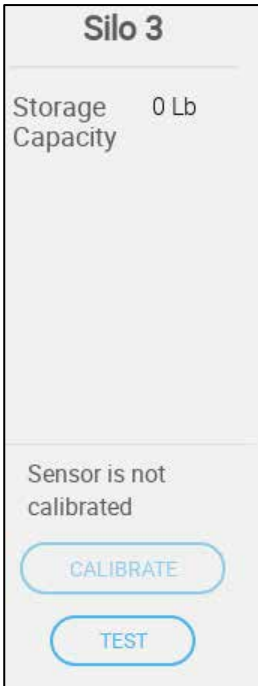 Silo 3
Storage 0 Lb
Capacity
Sensor is not
calibrated
CALIBRATE
TEST